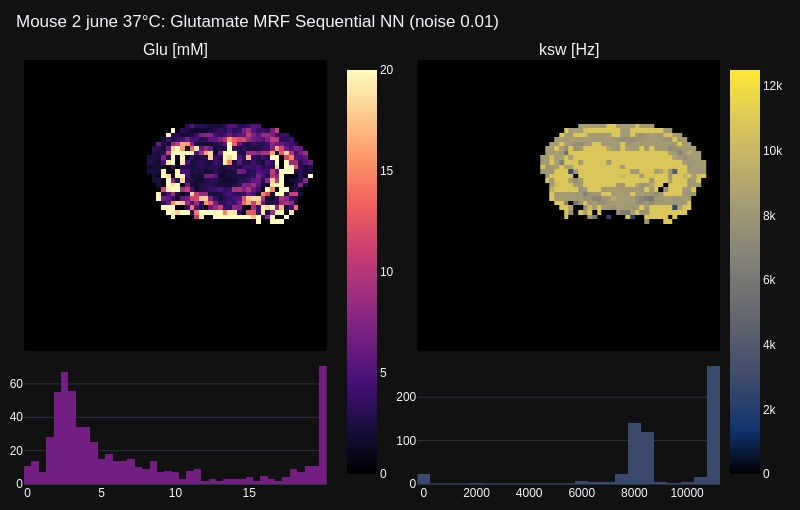 Mouse 2 june 37°C: Glutamate MRF Sequential NN (noise 0.01)
Glu [mM]
ksw [Hz]
20
15
10
5
0
12k
10k
8k
6k
4k
2k
0
60
40
20
0
0 5 10 15
200
100
0
0 2000 4000 6000 8000 10000